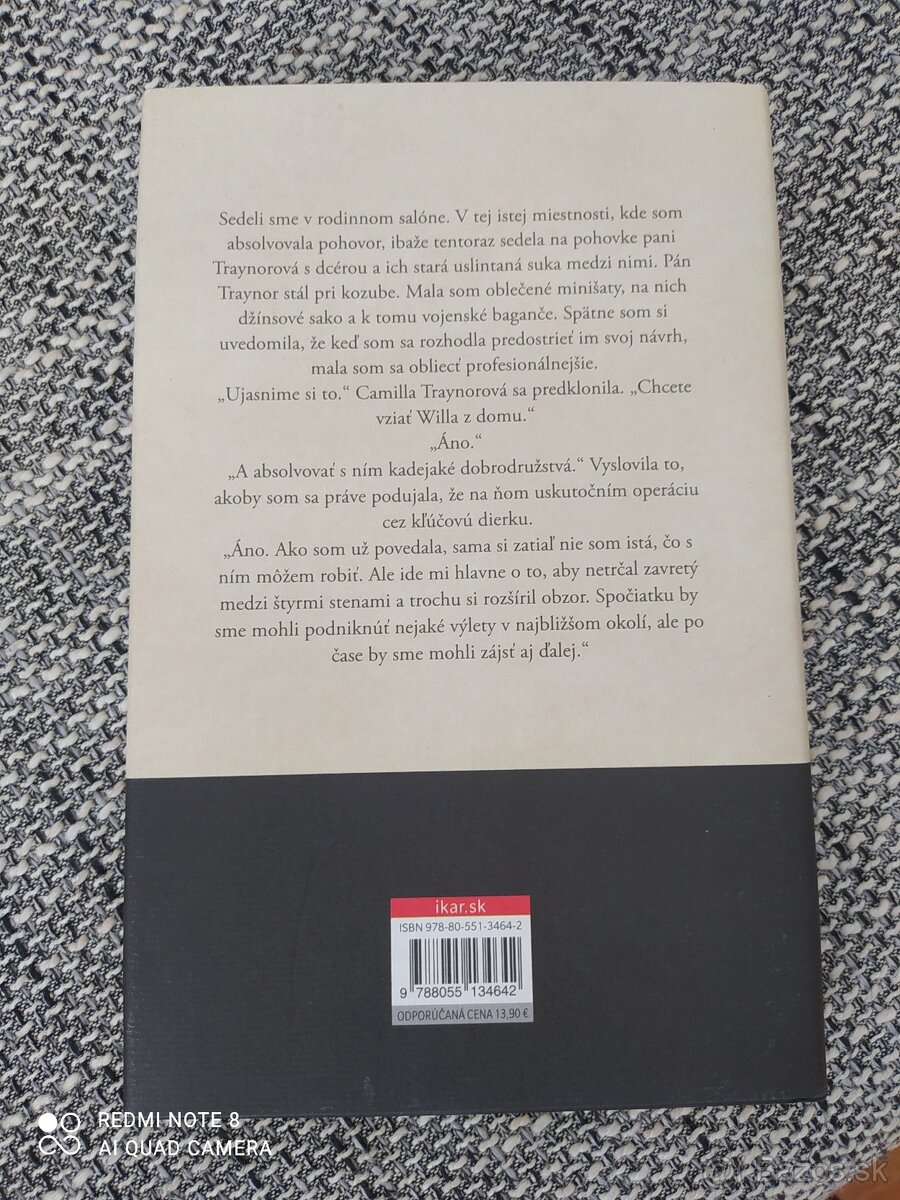 Sedeli sme v rodinnom salóne. V tej istej miestnosti, kde som
absolvovala pohovor, ibaže tentoraz sedela na pohovke pani
Traynorová s dcérou a ich stará uslintaná suka medzi nimi. Pán
Traynor stál pri kozube. Mala som oblečené minišaty, na nich
džínsové sako a k tomu vojenské baganče. Spätne som si
uvedomila, že keď som sa rozhodla predostrieť im svoj návrh,
mala som sa obliecť profesionálnejšie.
„Ujasnime si to.“ Camilla Traynorová sa predklonila. „Chcete
vziať Willa z domu.“
„Áno.“
„A absolvovať s ním kadejaké dobrodružstvá.“ Vyslovila to,
akoby som sa práve podujala, že na ňom uskutočním operáciu
cez kľúčovú dierku.
„Áno. Ako som už povedala, sama si zatiaľ nie som istá, čo s
ním môžem robiť. Ale ide mi hlavne o to, aby netrčal zavretý
medzi štyrmi stenami a trochu si rozšíril obzor. Spočiatku by
sme mohli podniknúť nejaké výlety v najbližšom okolí, ale po
čase by sme mohli zájsť aj ďalej.“
ikar.sk
ISBN 978-80-551-3464-2
9 788055 134642
ODPORÚČANÁ CENA 13,90 €
REDMI NOTE 8
AI QUAD CAMERA